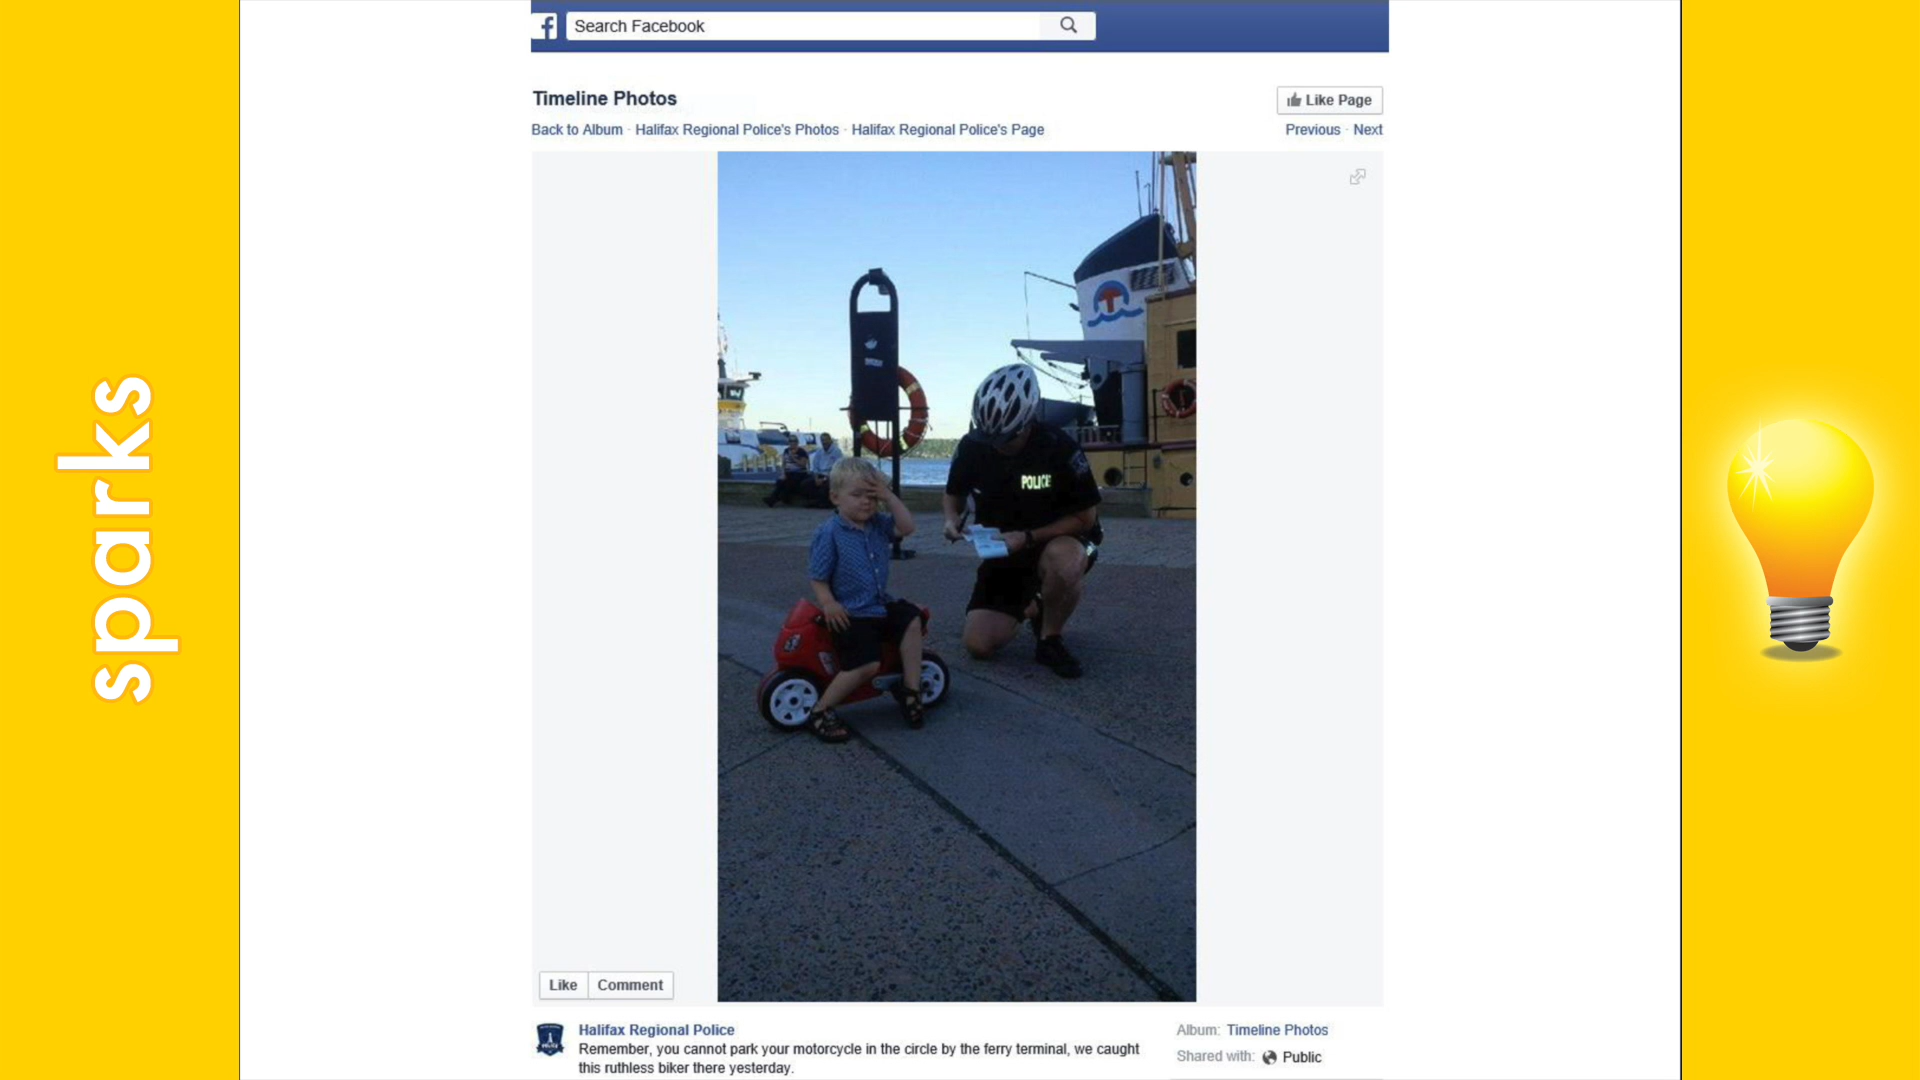 Search Facebook
Timeline Photos
Like Page
Back to Album · Halifax Regional Police's Photos · Halifax Regional Police's Page
Previous · Next
POLICE
sparks
Like Comment
Halifax Regional Police
Remember, you cannot park your motorcycle in the circle by the ferry terminal, we caught
this ruthless biker there yesterday.
Album: Timeline Photos
Shared with: Public